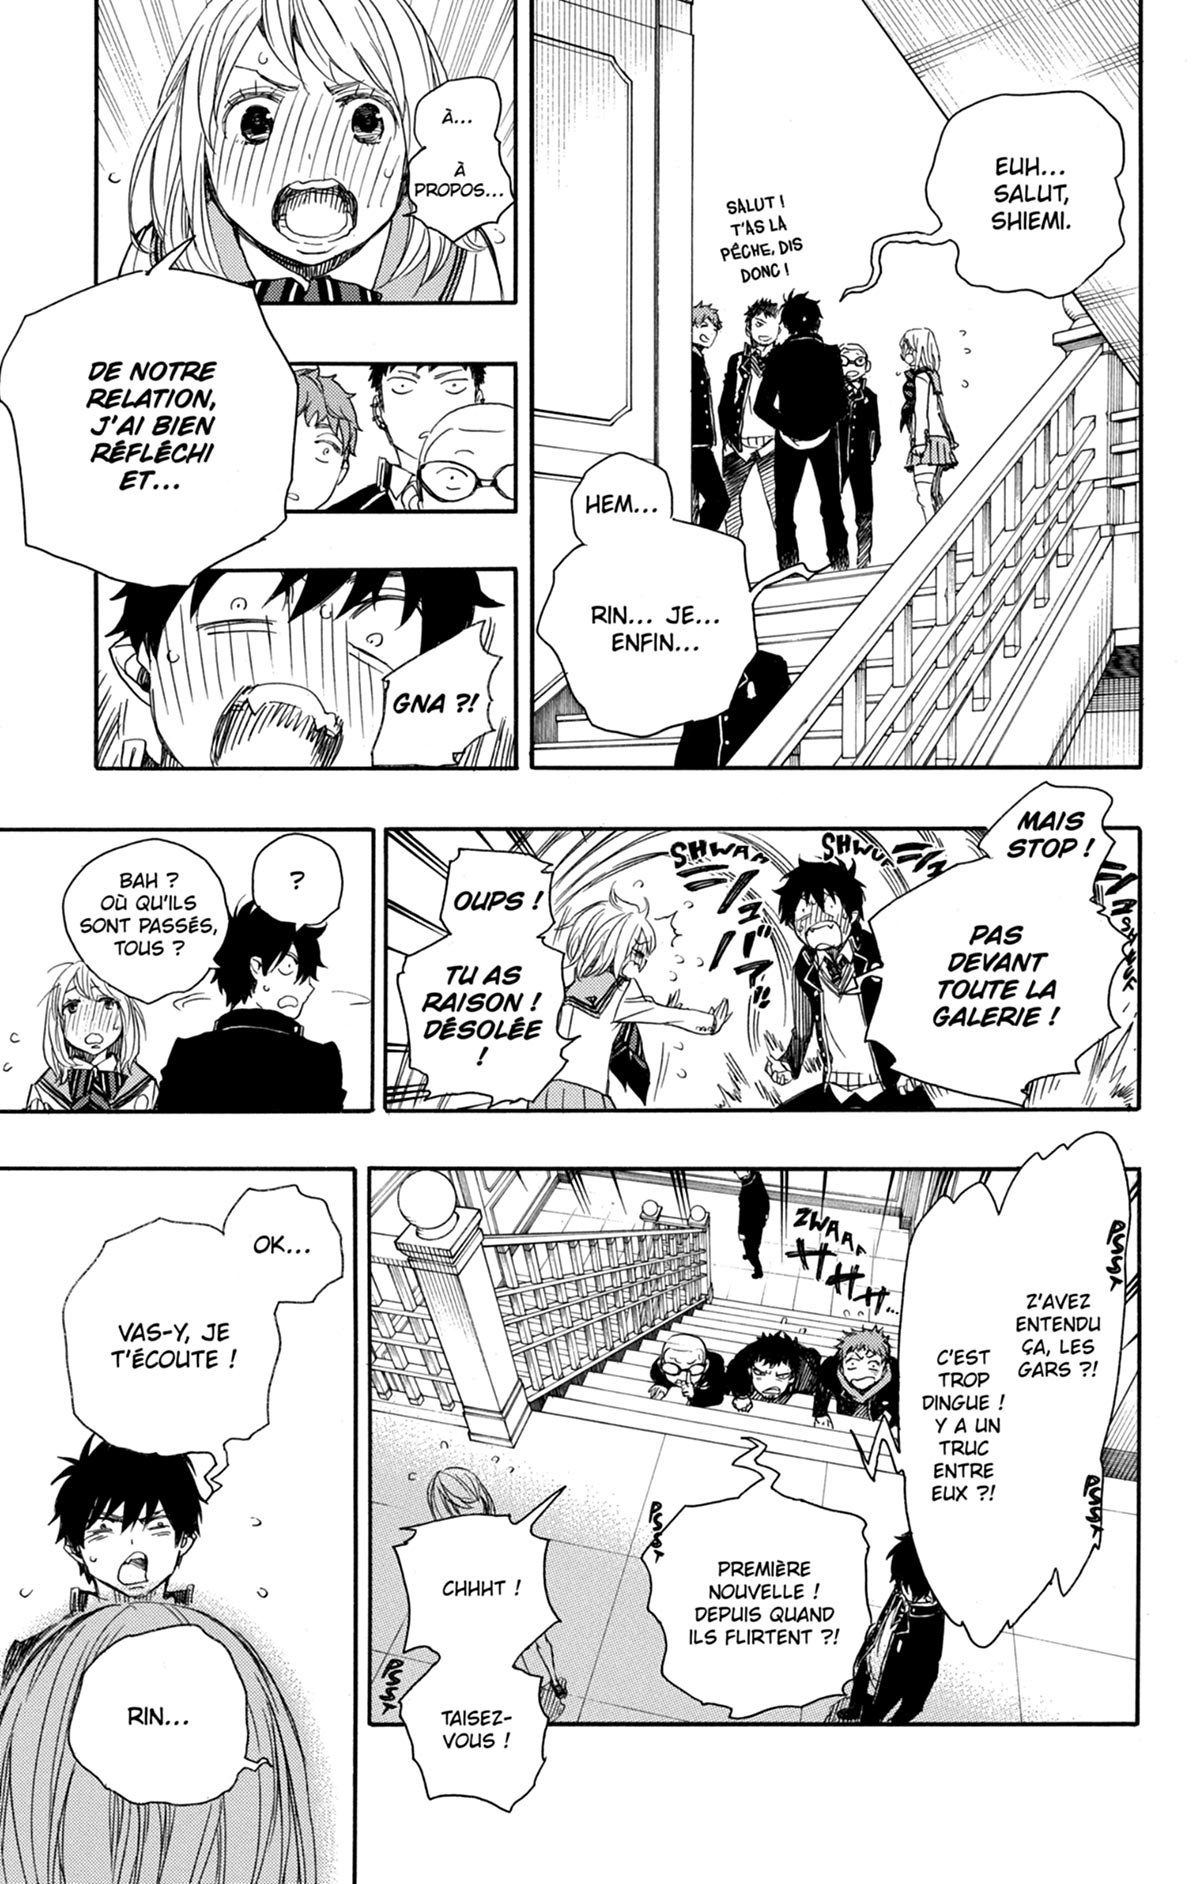 EUH...
SALUT,
SHIEMI.
SALUT !
T'AS LA
PÊCHE, DIS
DONC !
HEM...
RIN... JE...
ENFIN...
À...
À
PROPOS...
DE NOTRE
RELATION,
J'AI BIEN
RÉFLÉCHI
ET...
GNA ?!
MAIS
STOP !
PAS
DEVANT
TOUTE LA
GALERIE !
SHWUF
SHWAH
OUPS !
TU AS
RAISON !
DÉSOLÉE
!
?
BAH ?
OÙ QU'ILS
SONT PASSÉS,
TOUS ?
Z'AVEZ
ENTENDU
ÇA, LES
GARS ?!
C'EST
TROP
DINGUE !
Y A UN
TRUC
ENTRE
EUX ?!
ZWAAF
PREMIÈRE
NOUVELLE !
DEPUIS QUAND
ILS FLIRTENT ?!
CHHHT !
TAISEZ-
VOUS !
OK...
VAS-Y, JE
T'ÉCOUTE !
RIN...